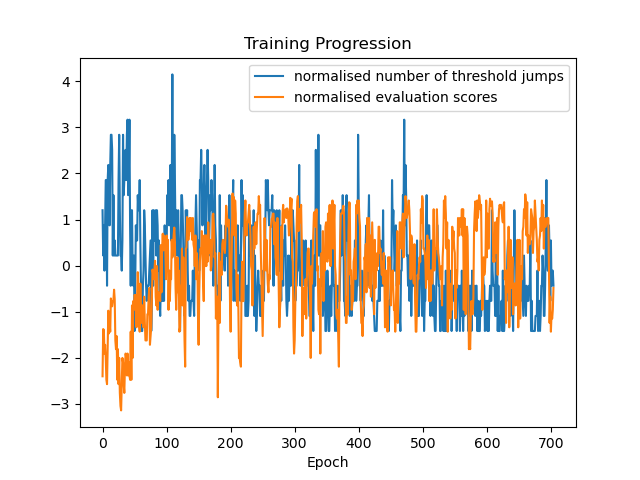 Training Progression
normalised number of threshold jumps
normalised evaluation scores
4
3
2
1
0
−1
−2
−3
0 100 200 300 400 500 600 700
Epoch